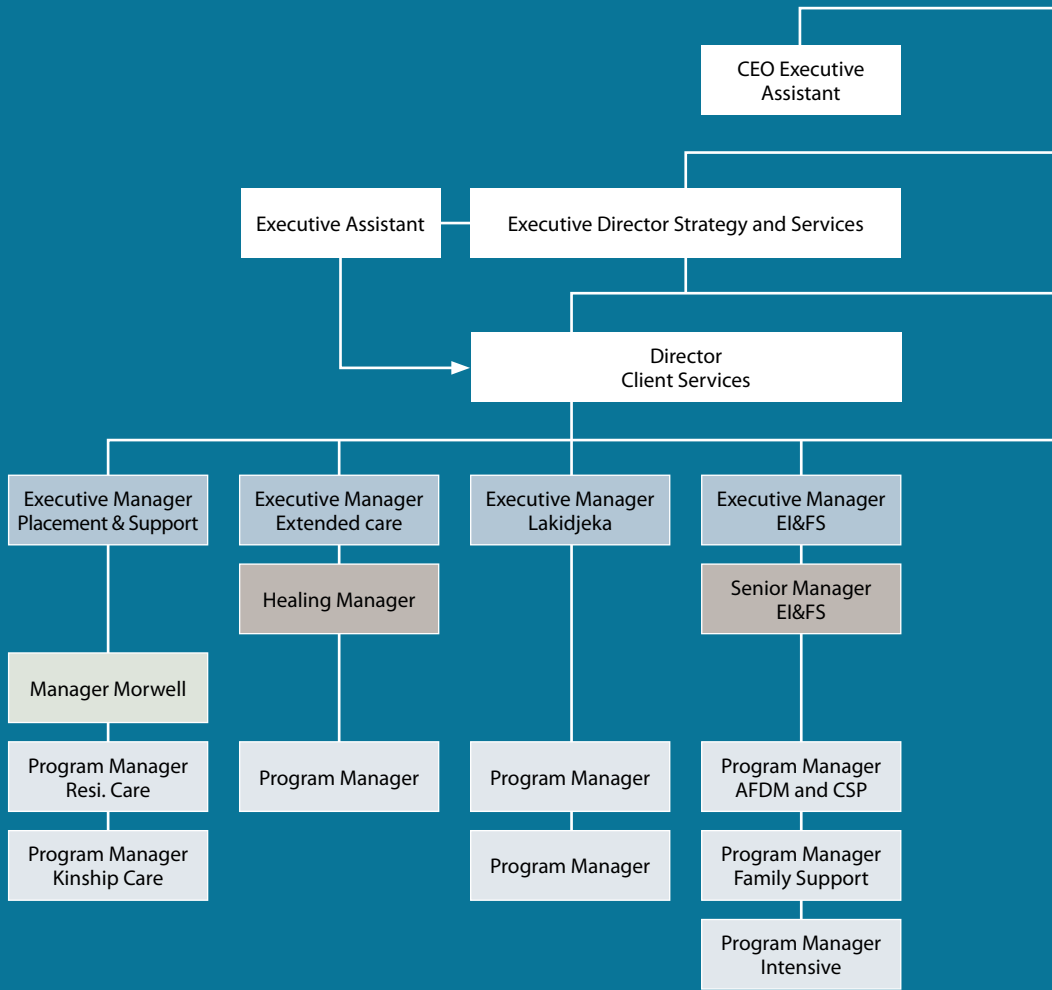 CEO Executive
Assistant
Executive Assistant
Executive Director Strategy and Services
Director
Client Services
Executive Manager
Placement & Support
Executive Manager
Extended care
Executive Manager
Lakidjeka
Executive Manager
EI&FS
Healing Manager
Senior Manager
EI&FS
Manager Morwell
Program Manager
Resi. Care
Program Manager
Program Manager
Program Manager
AFDM and CSP
Program Manager
Kinship Care
Program Manager
Program Manager
Family Support
Program Manager
Intensive